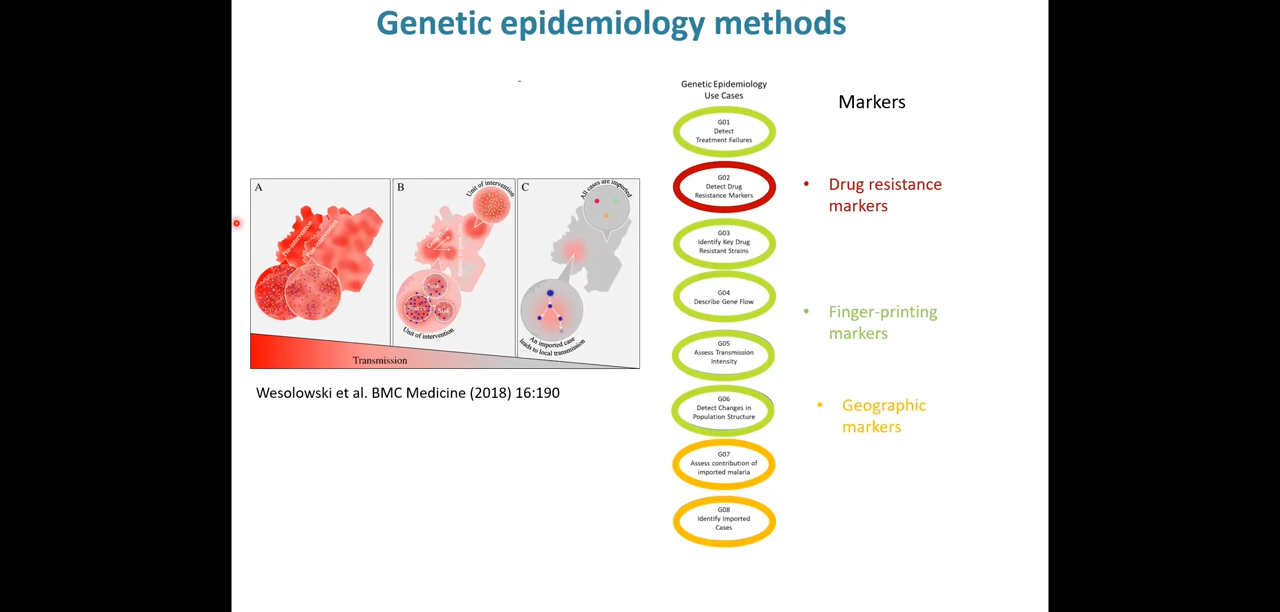 Genetic epidemiology methods
A
B
Unit of intervention
Unit of intervention
C
All cases are imported
An imported case
leads to local transmission
Transmission
Wesolowski et al. BMC Medicine (2018) 16:190
Genetic Epidemiology
Use Cases
G01
Detect
Treatment Failures
G02
Detect Drug
Resistance Markers
G03
Identify Key Drug
Resistant Strains
G04
Describe Gene Flow
G05
Assess Transmission
Intensity
G06
Detect Changes in
Population Structure
G07
Assess contribution of
imported malaria
G08
Identify Imported
Cases
Markers
• Drug resistance
markers
• Finger-printing
markers
• Geographic
markers